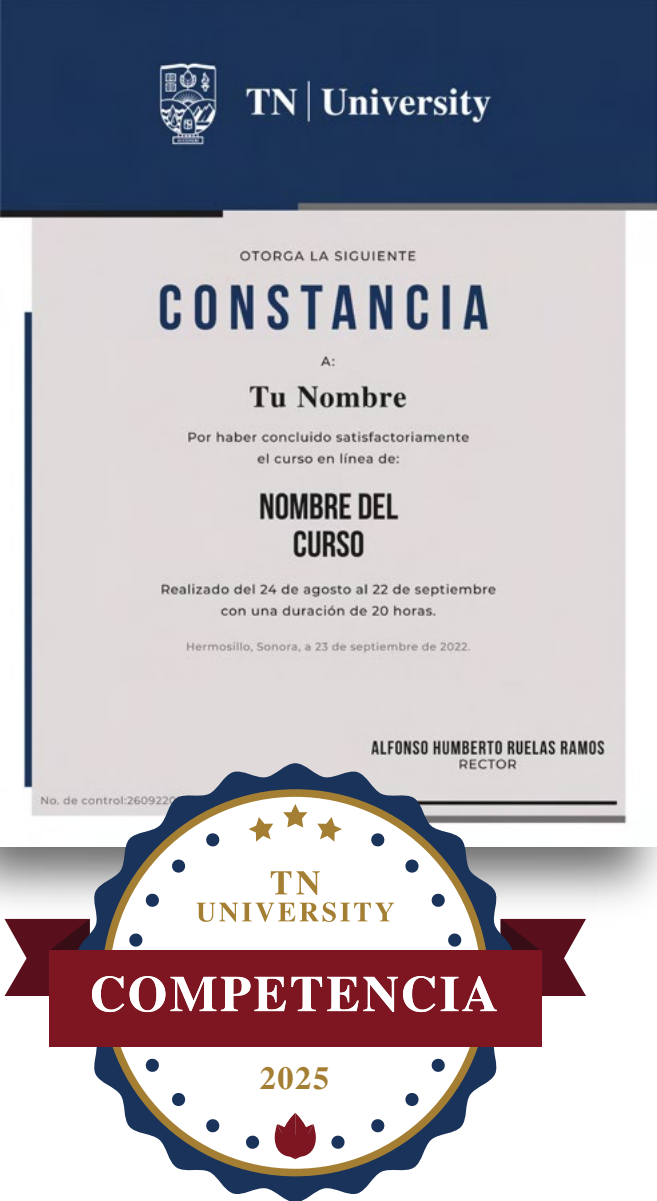 TN | University
OTORGA LA SIGUIENTE
CONSTANCIA
A:
Tu Nombre
Por haber concluido satisfactoriamente
el curso en línea de:
NOMBRE DEL
CURSO
Realizado del 24 de agosto al 22 de septiembre
con una duración de 20 horas.
Hermosillo, Sonora, a 23 de septiembre de 2022.
ALFONSO HUMBERTO RUELAS RAMOS
RECTOR
No. de control:260922
TN
UNIVERSITY
COMPETENCIA
2025